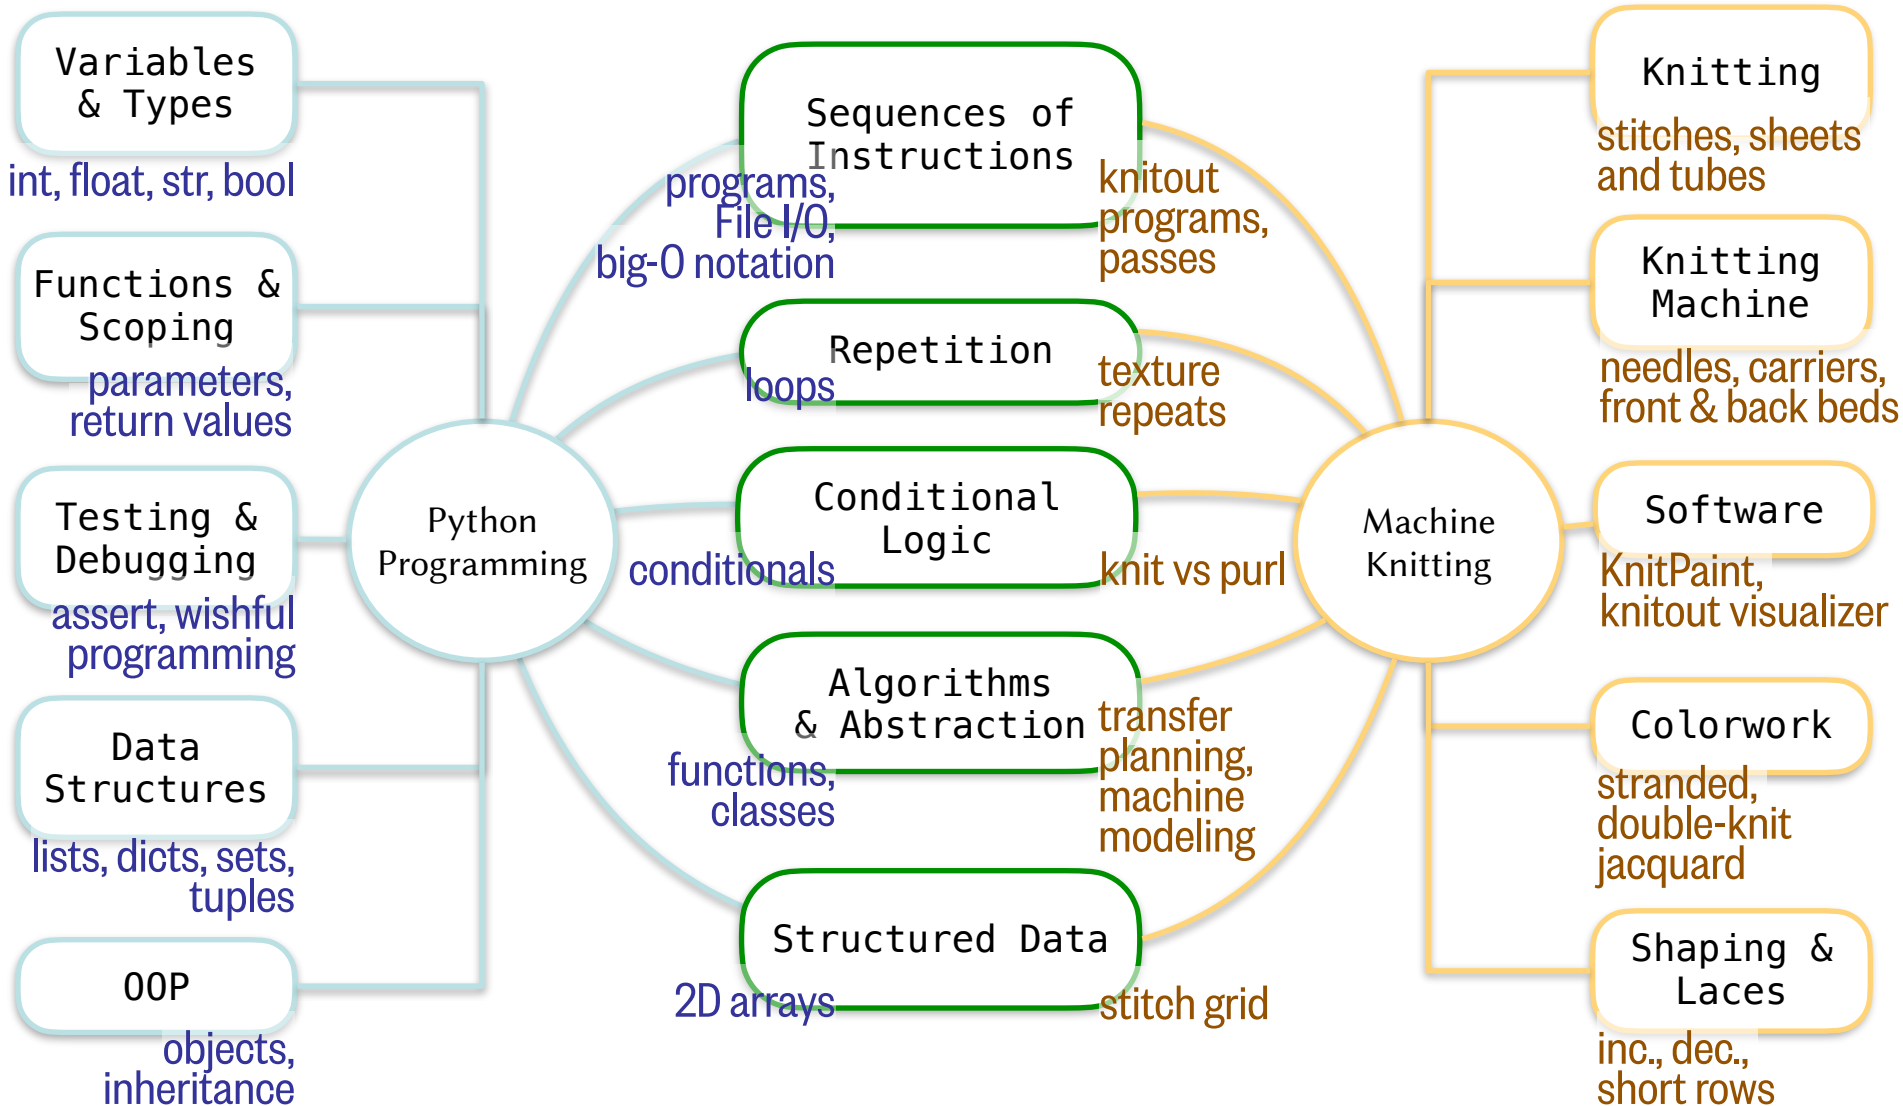 Variables
& Types
int, float, str, bool
Functions &
Scoping
parameters,
return values
Testing &
Debugging
assert, wishful
programming
Data
Structures
lists, dicts, sets,
tuples
OOP
objects,
inheritance
Python
Programming
Sequences of
Instructions
programs,
File I/O,
big-O notation
knitout
programs,
passes
Repetition
loops
texture
repeats
Conditional
Logic
conditionals
knit vs purl
Algorithms
& Abstraction
functions,
classes
transfer
planning,
machine
modeling
Structured Data
2D arrays
stitch grid
Machine
Knitting
Knitting
stitches, sheets
and tubes
Knitting
Machine
needles, carriers,
front & back beds
Software
KnitPaint,
knitout visualizer
Colorwork
stranded,
double-knit
jacquard
Shaping &
Laces
inc., dec.,
short rows